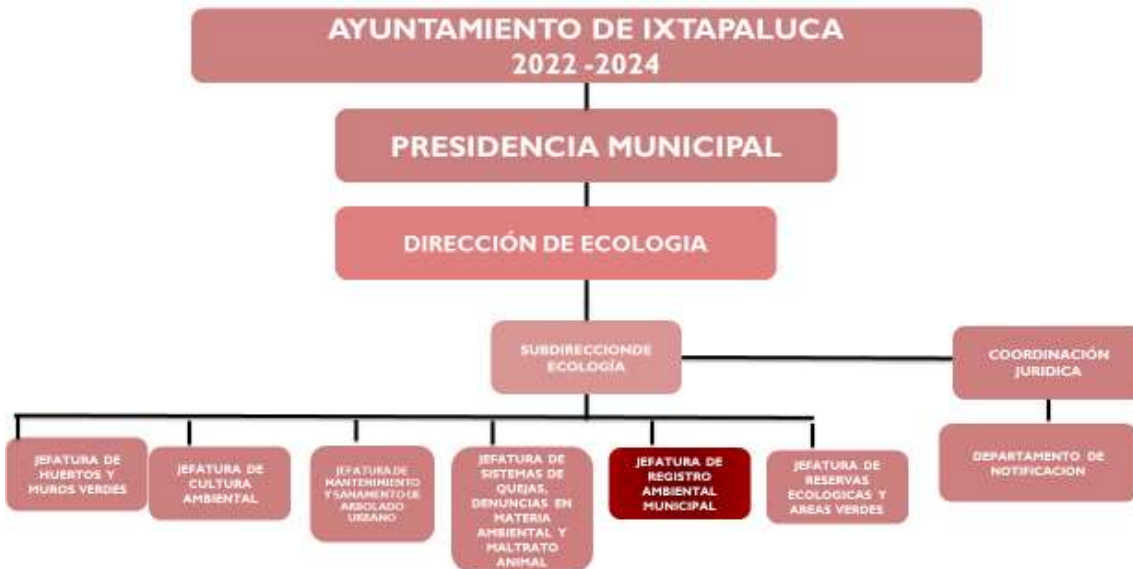 AYUNTAMIENTO DE IXTAPALUCA
2022 -2024
PRESIDENCIA MUNICIPAL
DIRECCIÓN DE ECOLOGIA
SUBDIRECCIONDE
ECOLOGÍA
COORDINACIÓN
JURIDICA
JEFATURA DE
HUERTOS Y
MUROS VERDES
JEFATURA DE
CULTURA
AMBIENTAL
JEFATURA DE
MANTENIMIENTO
Y SANAMENTO DE
ARBOLADO
URBANO
JEFATURA DE
SISTEMAS DE
QUEJAS,
DENUNCIAS EN
MATERIA
AMBIENTAL Y
MALTRATO
ANIMAL
JEFATURA DE
REGISTRO
AMBIENTAL
MUNICIPAL
JEFATURA DE
RESERVAS
ECOLOGICAS Y
AREAS VERDES
DEPARTAMENTO DE
NOTIFICACION